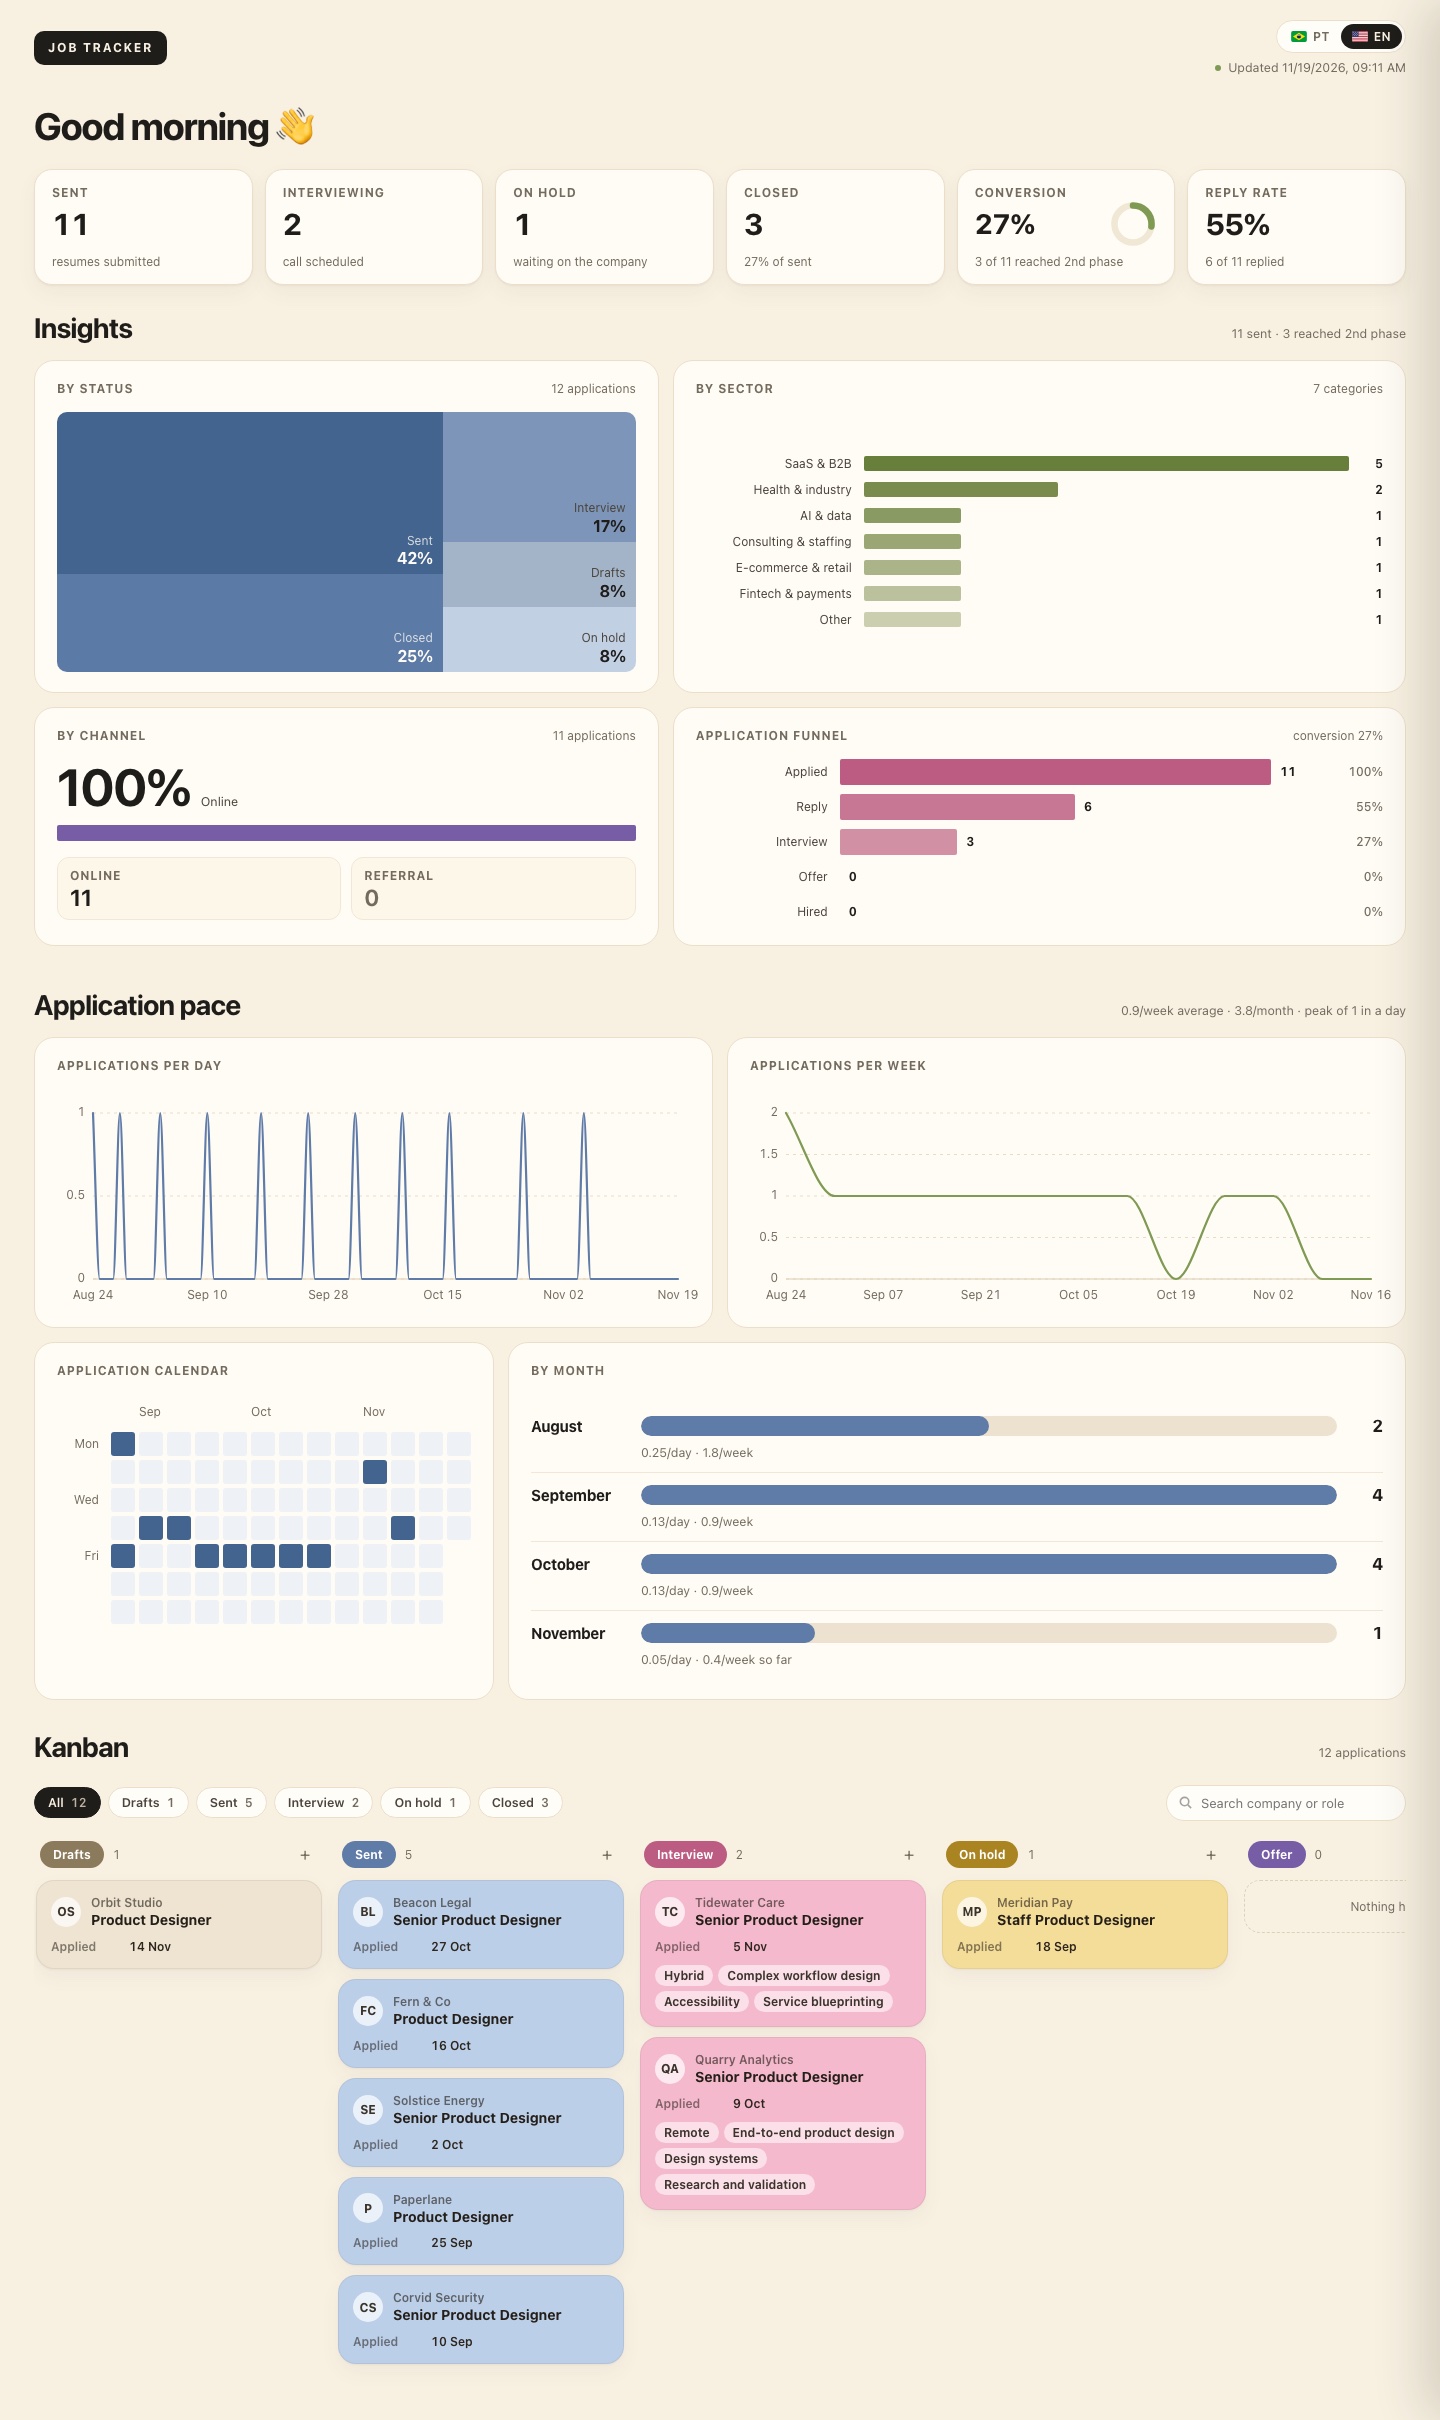 JOB TRACKER
PT
EN
Updated 11/19/2026, 09:11 AM
Good morning 👋
SENT
11
resumes submitted
INTERVIEWING
2
call scheduled
ON HOLD
1
waiting on the company
CLOSED
3
27% of sent
CONVERSION
27%
3 of 11 reached 2nd phase
REPLY RATE
55%
6 of 11 replied
Insights
11 sent · 3 reached 2nd phase
BY STATUS
12 applications
Sent
42%
Closed
25%
Interview
17%
Drafts
8%
On hold
8%
BY SECTOR
7 categories
SaaS & B2B 5
Health & industry 2
AI & data 1
Consulting & staffing 1
E-commerce & retail 1
Fintech & payments 1
Other 1
BY CHANNEL
11 applications
100% Online
ONLINE
11
REFERRAL
0
APPLICATION FUNNEL
conversion 27%
Applied 11 100%
Reply 6 55%
Interview 3 27%
Offer 0 0%
Hired 0 0%
Application pace
0.9/week average · 3.8/month · peak of 1 in a day
APPLICATIONS PER DAY
1
0.5
0
Aug 24 Sep 10 Sep 28 Oct 15 Nov 02 Nov 19
APPLICATIONS PER WEEK
2
1.5
1
0.5
0
Aug 24 Sep 07 Sep 21 Oct 05 Oct 19 Nov 02 Nov 16
APPLICATION CALENDAR
Sep Oct Nov
Mon
Wed
Fri
BY MONTH
August 2
0.25/day · 1.8/week
September 4
0.13/day · 0.9/week
October 4
0.13/day · 0.9/week
November 1
0.05/day · 0.4/week so far
Kanban
12 applications
All 12
Drafts 1
Sent 5
Interview 2
On hold 1
Closed 3
Search company or role
Drafts 1 +
OS
Orbit Studio
Product Designer
Applied 14 Nov
Sent 5 +
BL
Beacon Legal
Senior Product Designer
Applied 27 Oct
FC
Fern & Co
Product Designer
Applied 16 Oct
SE
Solstice Energy
Senior Product Designer
Applied 2 Oct
P
Paperlane
Product Designer
Applied 25 Sep
CS
Corvid Security
Senior Product Designer
Applied 10 Sep
Interview 2 +
TC
Tidewater Care
Senior Product Designer
Applied 5 Nov
Hybrid
Complex workflow design
Accessibility
Service blueprinting
QA
Quarry Analytics
Senior Product Designer
Applied 9 Oct
Remote
End-to-end product design
Design systems
Research and validation
On hold 1 +
MP
Meridian Pay
Staff Product Designer
Applied 18 Sep
Offer 0
Nothing h